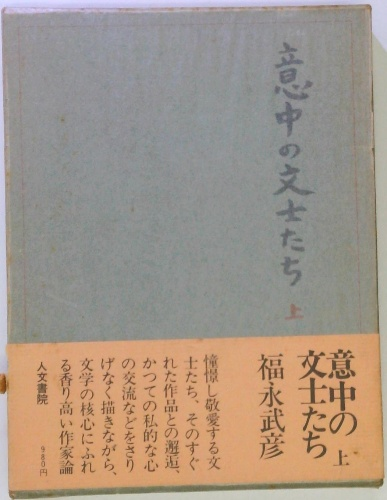 意中の文士たち
上
意中の
文士たち 上
福永武彦
憧憬し敬愛する文
士たち、そのすぐ
れた作品との邂逅、
かつての私的な心
の交流などをさり
げなく描きながら、
文学の核心にふれ
る香り高い作家論
人文書院
980円